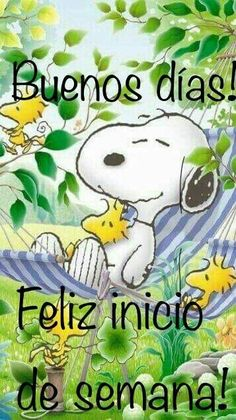 Buenos días!
Feliz inicio
de semana!